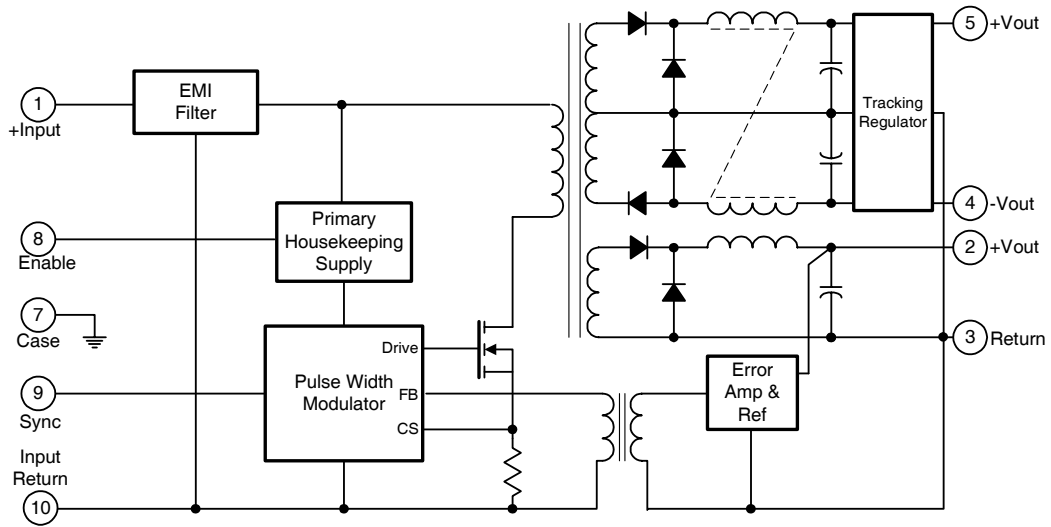 1
+Input
EMI
Filter
8
Enable
Primary
Housekeeping
Supply
7
Case
9
Sync
Pulse Width
Modulator
Drive
FB
CS
Input
Return
10
Error
Amp &
Ref
Tracking
Regulator
5
+Vout
4
-Vout
2
+Vout
3
Return